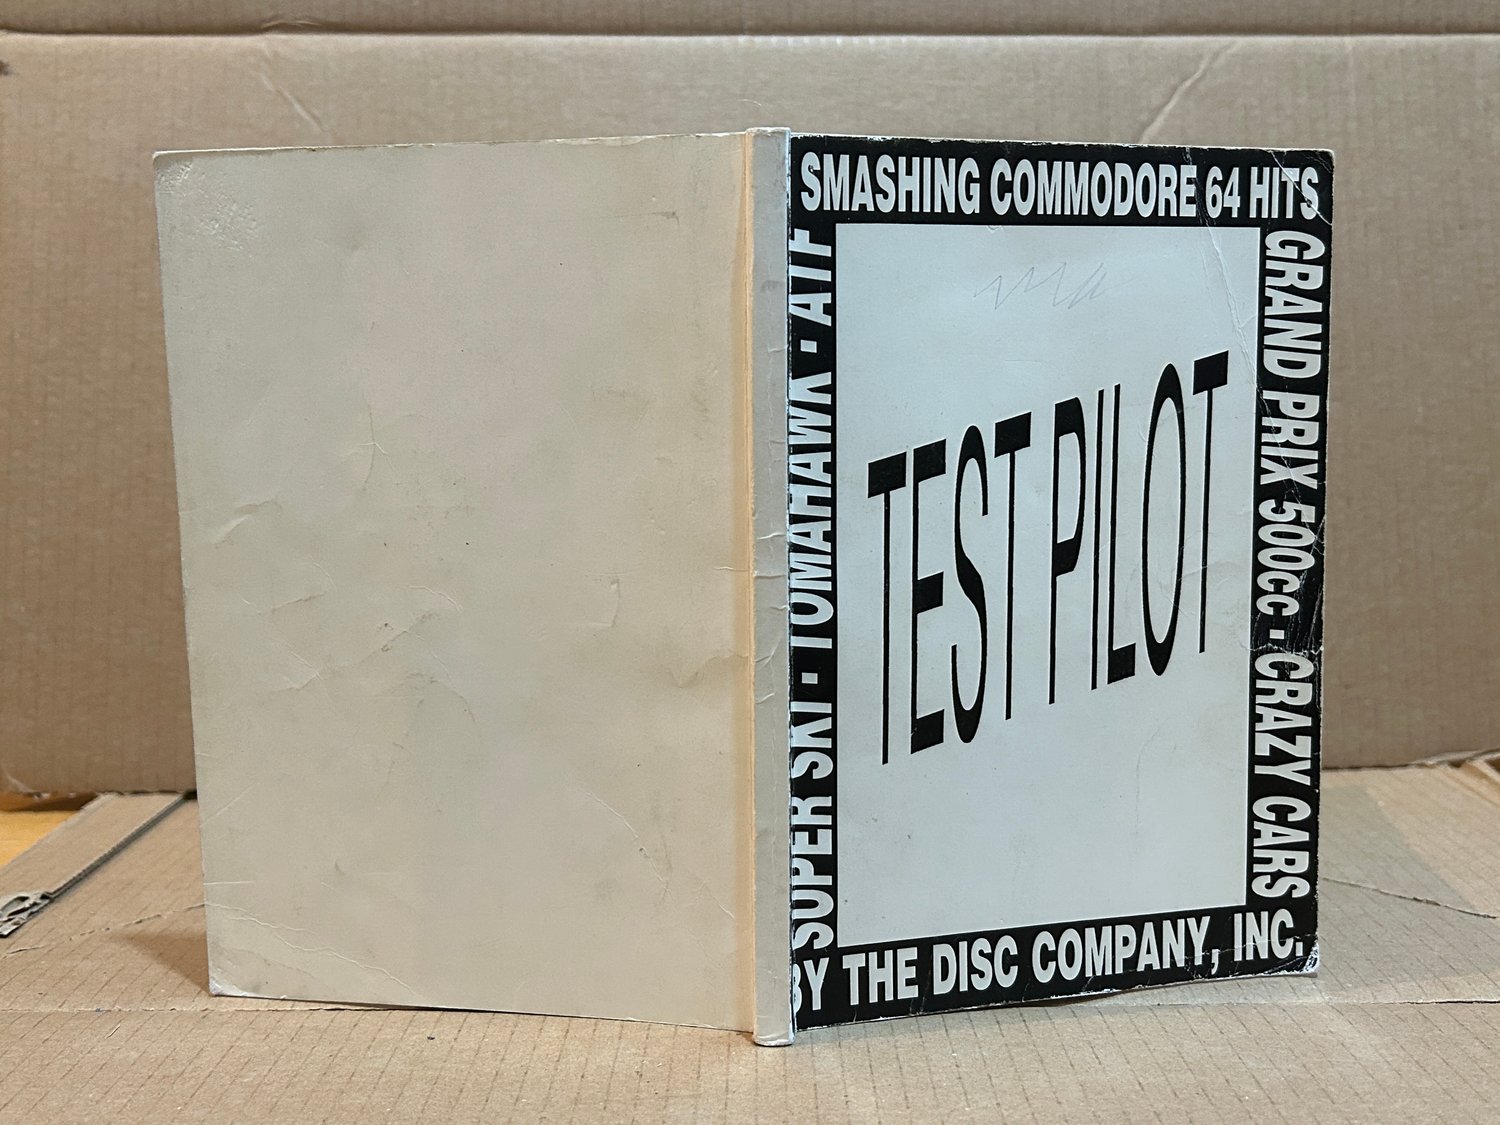 SMASHING COMMODORE 64 HITS
SUPER SKI · TOMAHAWK · ATF
TEST PILOT
GRAND PRIX 500cc · CRAZY CARS
BY THE DISC COMPANY, INC.